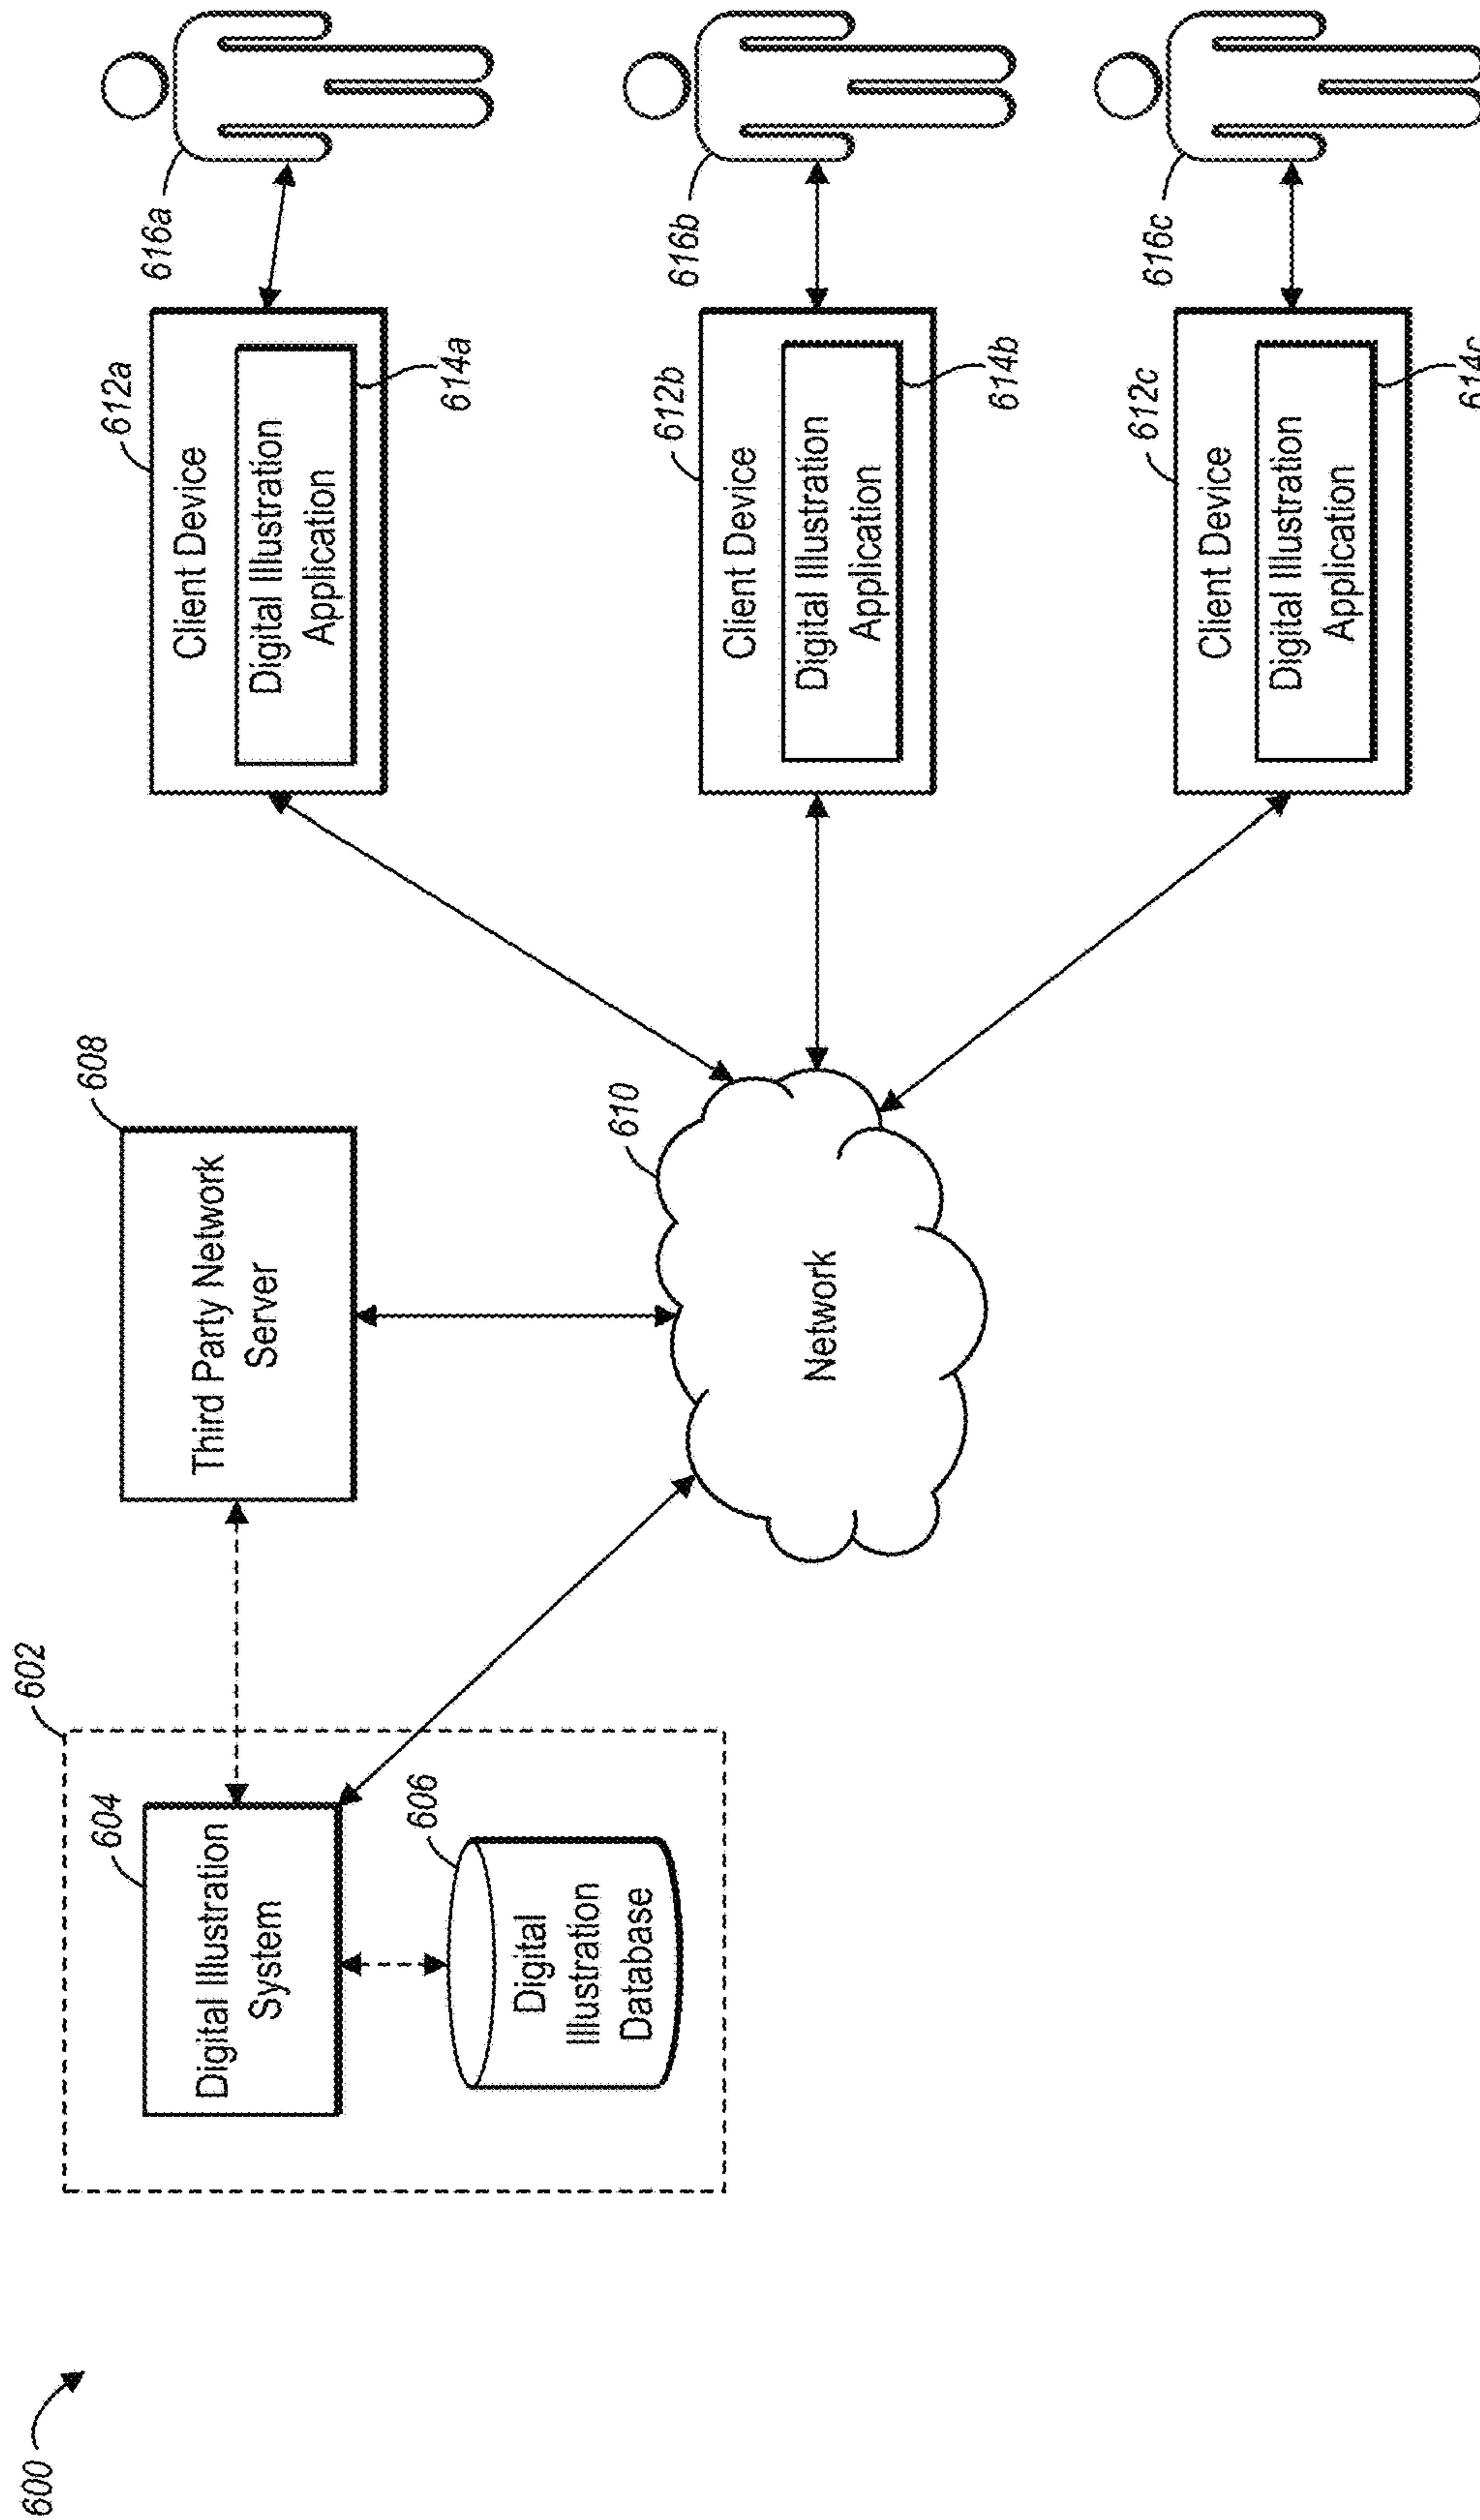 600
602
604
Digital Illustration
System
606
Digital
Illustration
Database
608
Third Party Network
Server
610
Network
612a
Client Device
Digital Illustration
Application
614a
616a
612b
Client Device
Digital Illustration
Application
614b
616b
612c
Client Device
Digital Illustration
Application
614c
616c